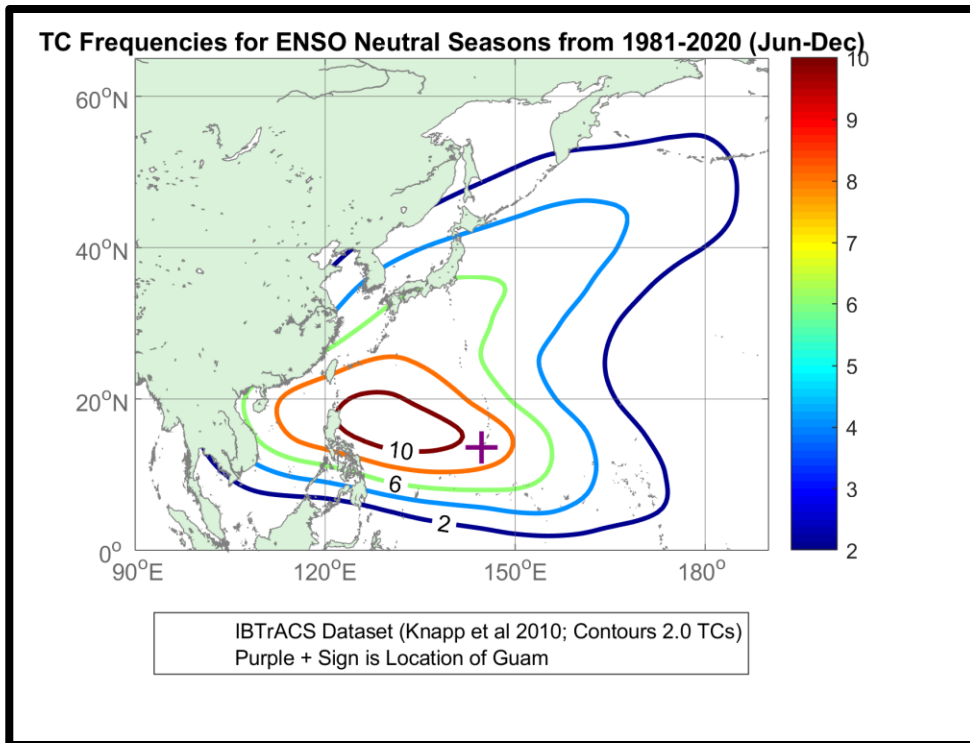 TC Frequencies for ENSO Neutral Seasons from 1981-2020 (Jun-Dec)
60°N
40°N
20°N
0°
90°E
120°E
150°E
180°
10
6
2
10
9
8
7
6
5
4
3
2
IBTrACS Dataset (Knapp et al 2010; Contours 2.0 TCs)
Purple + Sign is Location of Guam